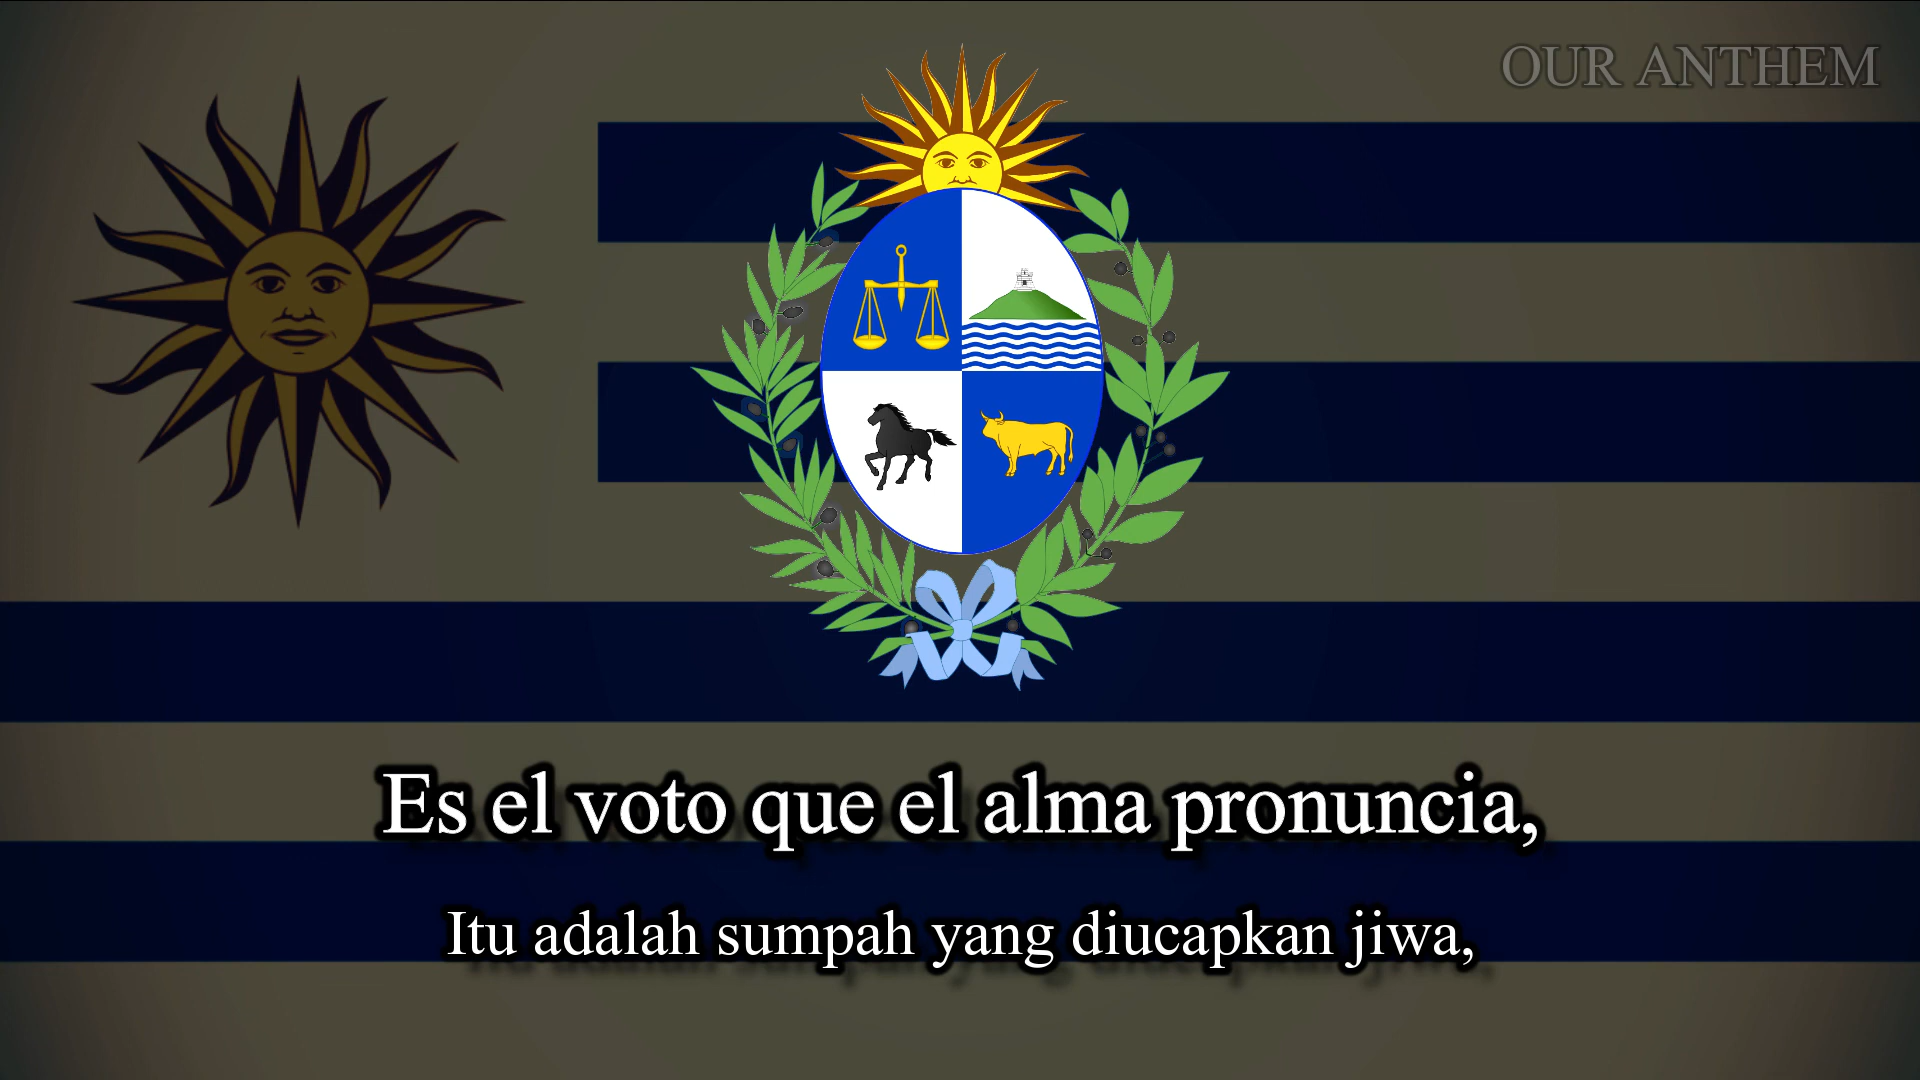 OUR ANTHEM
Es el voto que el alma pronuncia,
Itu adalah sumpah yang diucapkan jiwa,